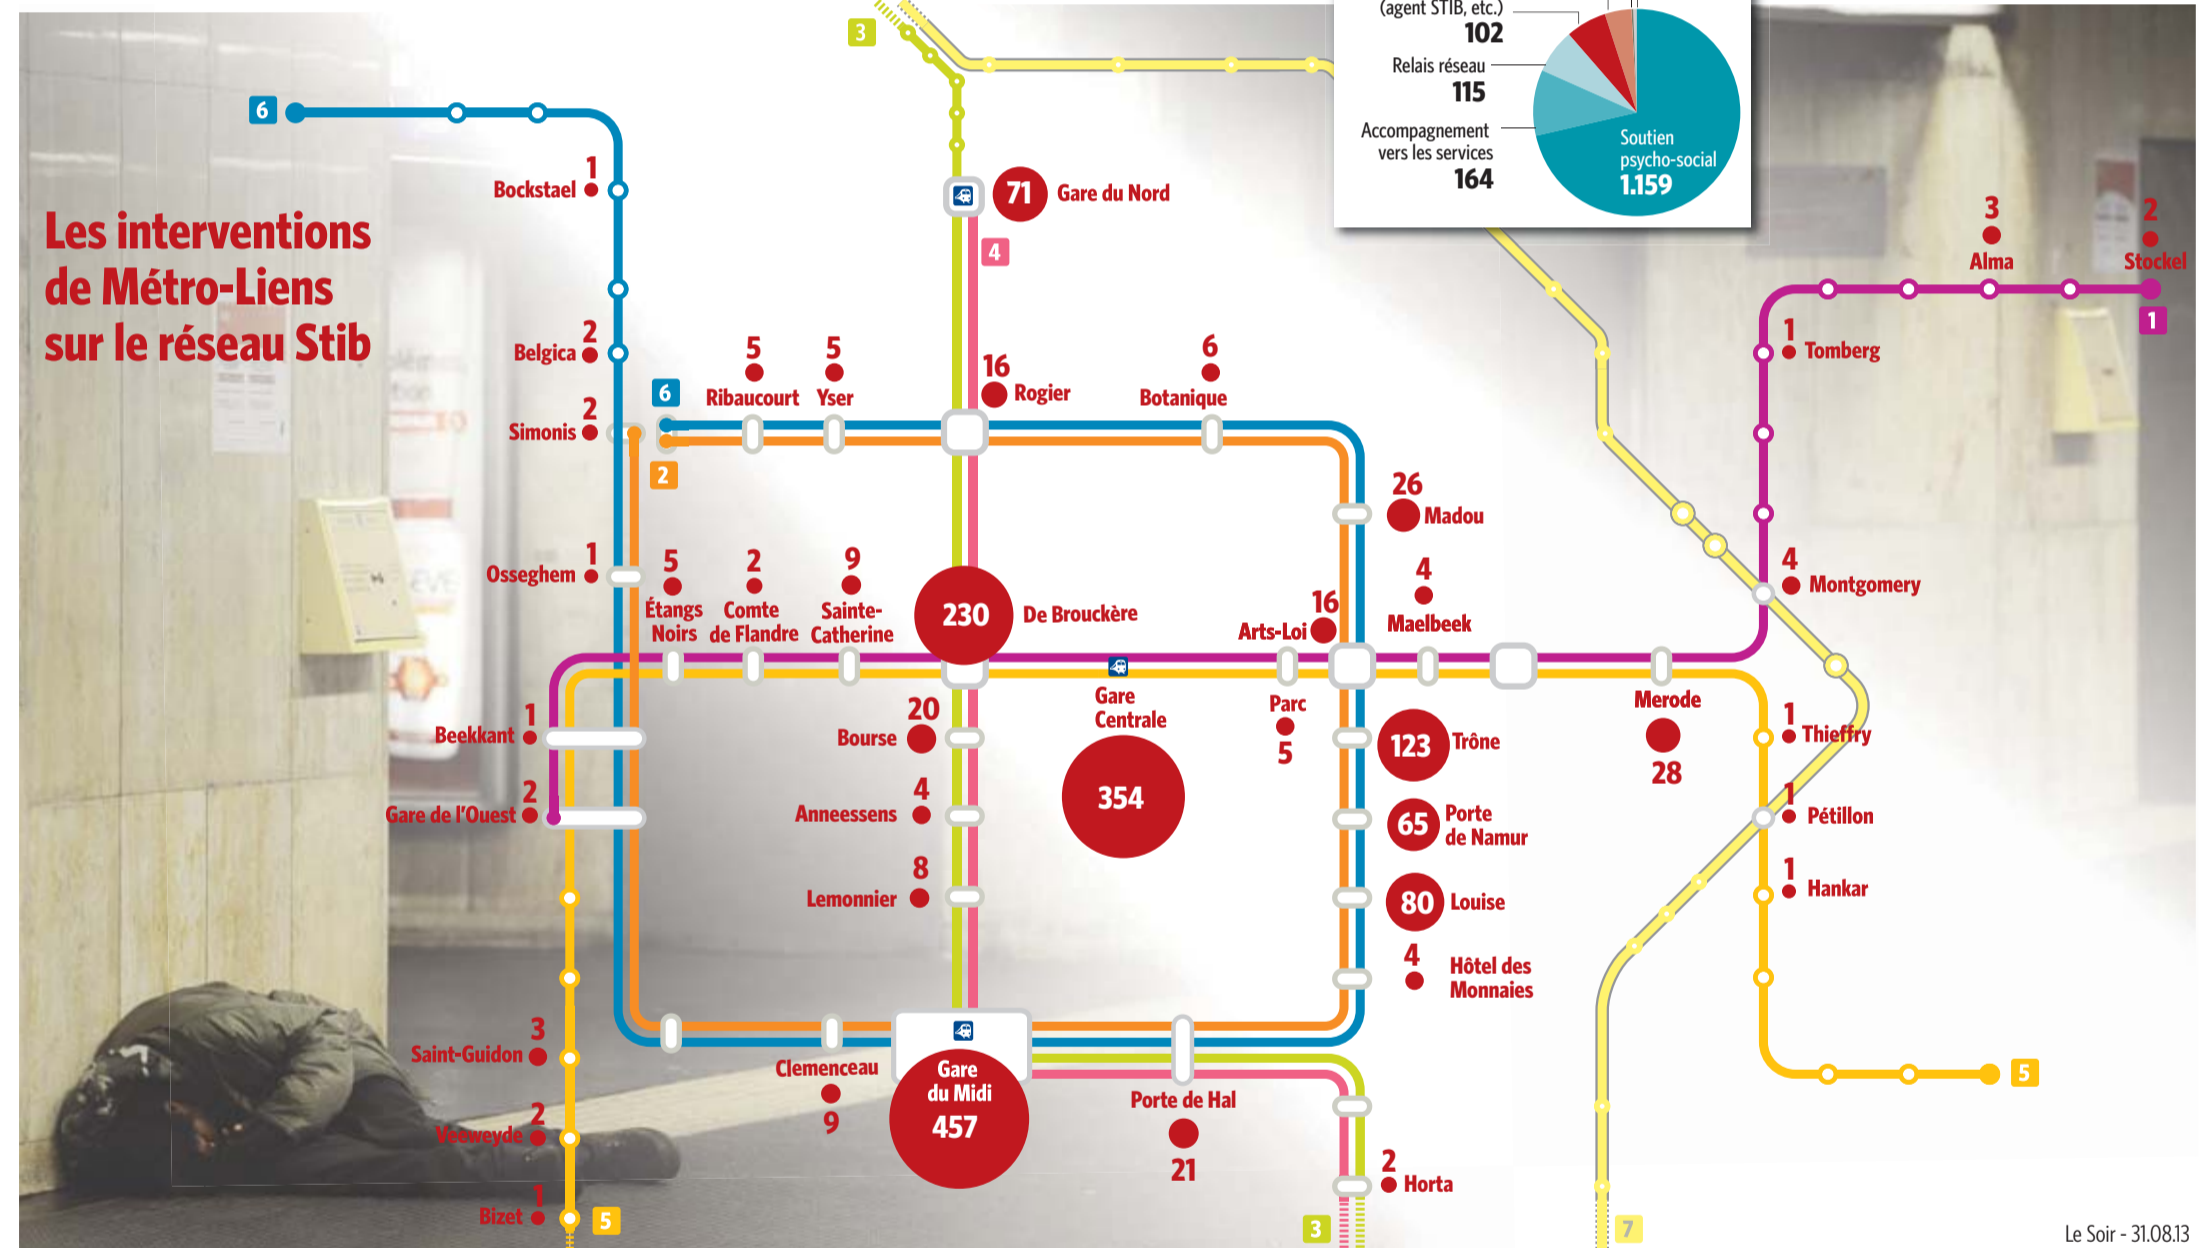 (agent STIB, etc.)
102
Relais réseau
115
Accompagnement
vers les services
164
Soutien
psycho-social
1.159
3
6
1
Bockstael
71
Gare du Nord
4
Les interventions
de Métro-Liens
sur le réseau Stib
3
Alma
2
Stockel
1
2
Belgica
1
Tomberg
2
Simonis
6
2
5
Ribaucourt
5
Yser
16
Rogier
6
Botanique
26
Madou
1
Osseghem
5
Étangs
Noirs
2
Comte
de Flandre
9
Sainte-
Catherine
230
De Brouckère
16
Arts-Loi
4
Maelbeek
4
Montgomery
1
Beekkant
20
Bourse
Gare
Centrale
354
Parc
5
123
Trône
Merode
28
1
Thieffry
2
Gare de l'Ouest
4
Anneessens
65
Porte
de Namur
1
Pétillon
8
Lemonnier
80
Louise
1
Hankar
4
Hôtel des
Monnaies
3
Saint-Guidon
Clemenceau
9
Gare
du Midi
457
Porte de Hal
21
5
2
Veeweyde
2
Horta
1
Bizet
5
3
7
Le Soir - 31.08.13